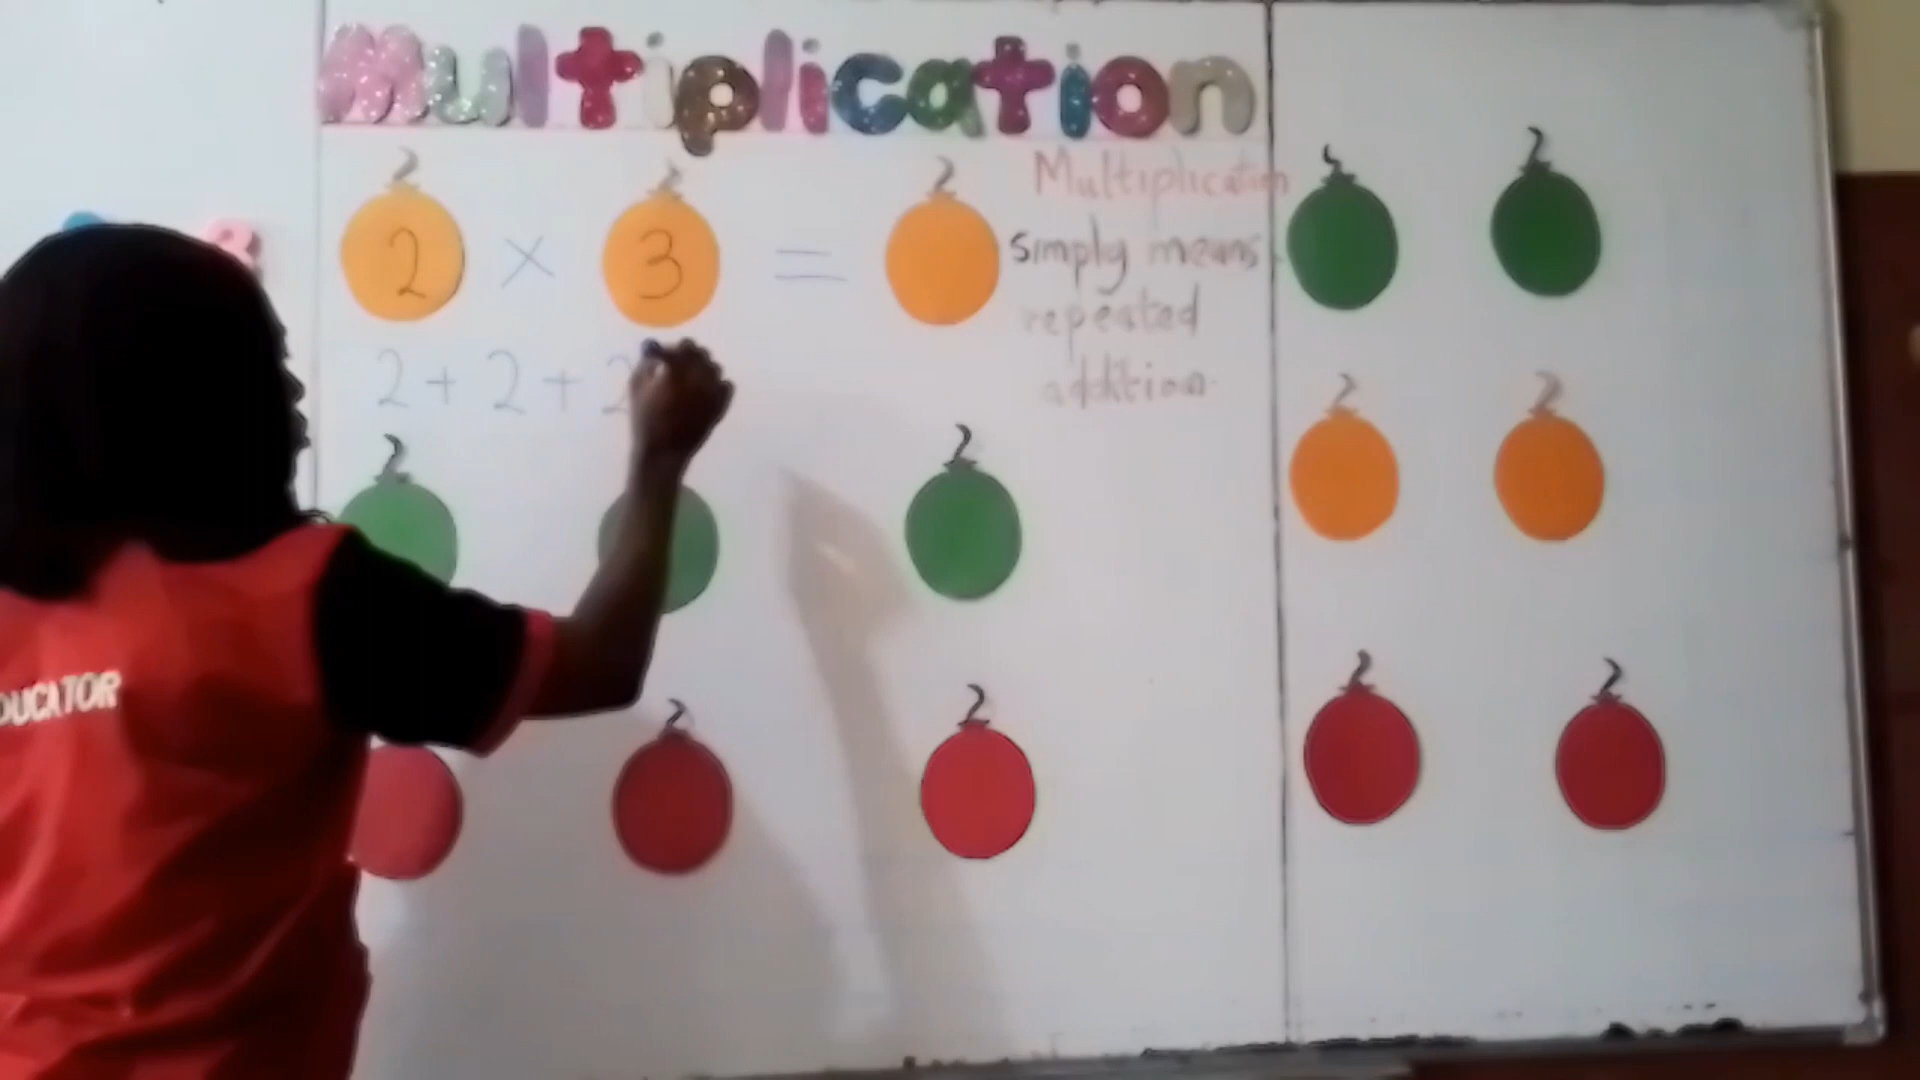 Multiplication
2 × 3 =
Multiplication
simply means
repeated
addition.
2 + 2 + 2
DUCATOR